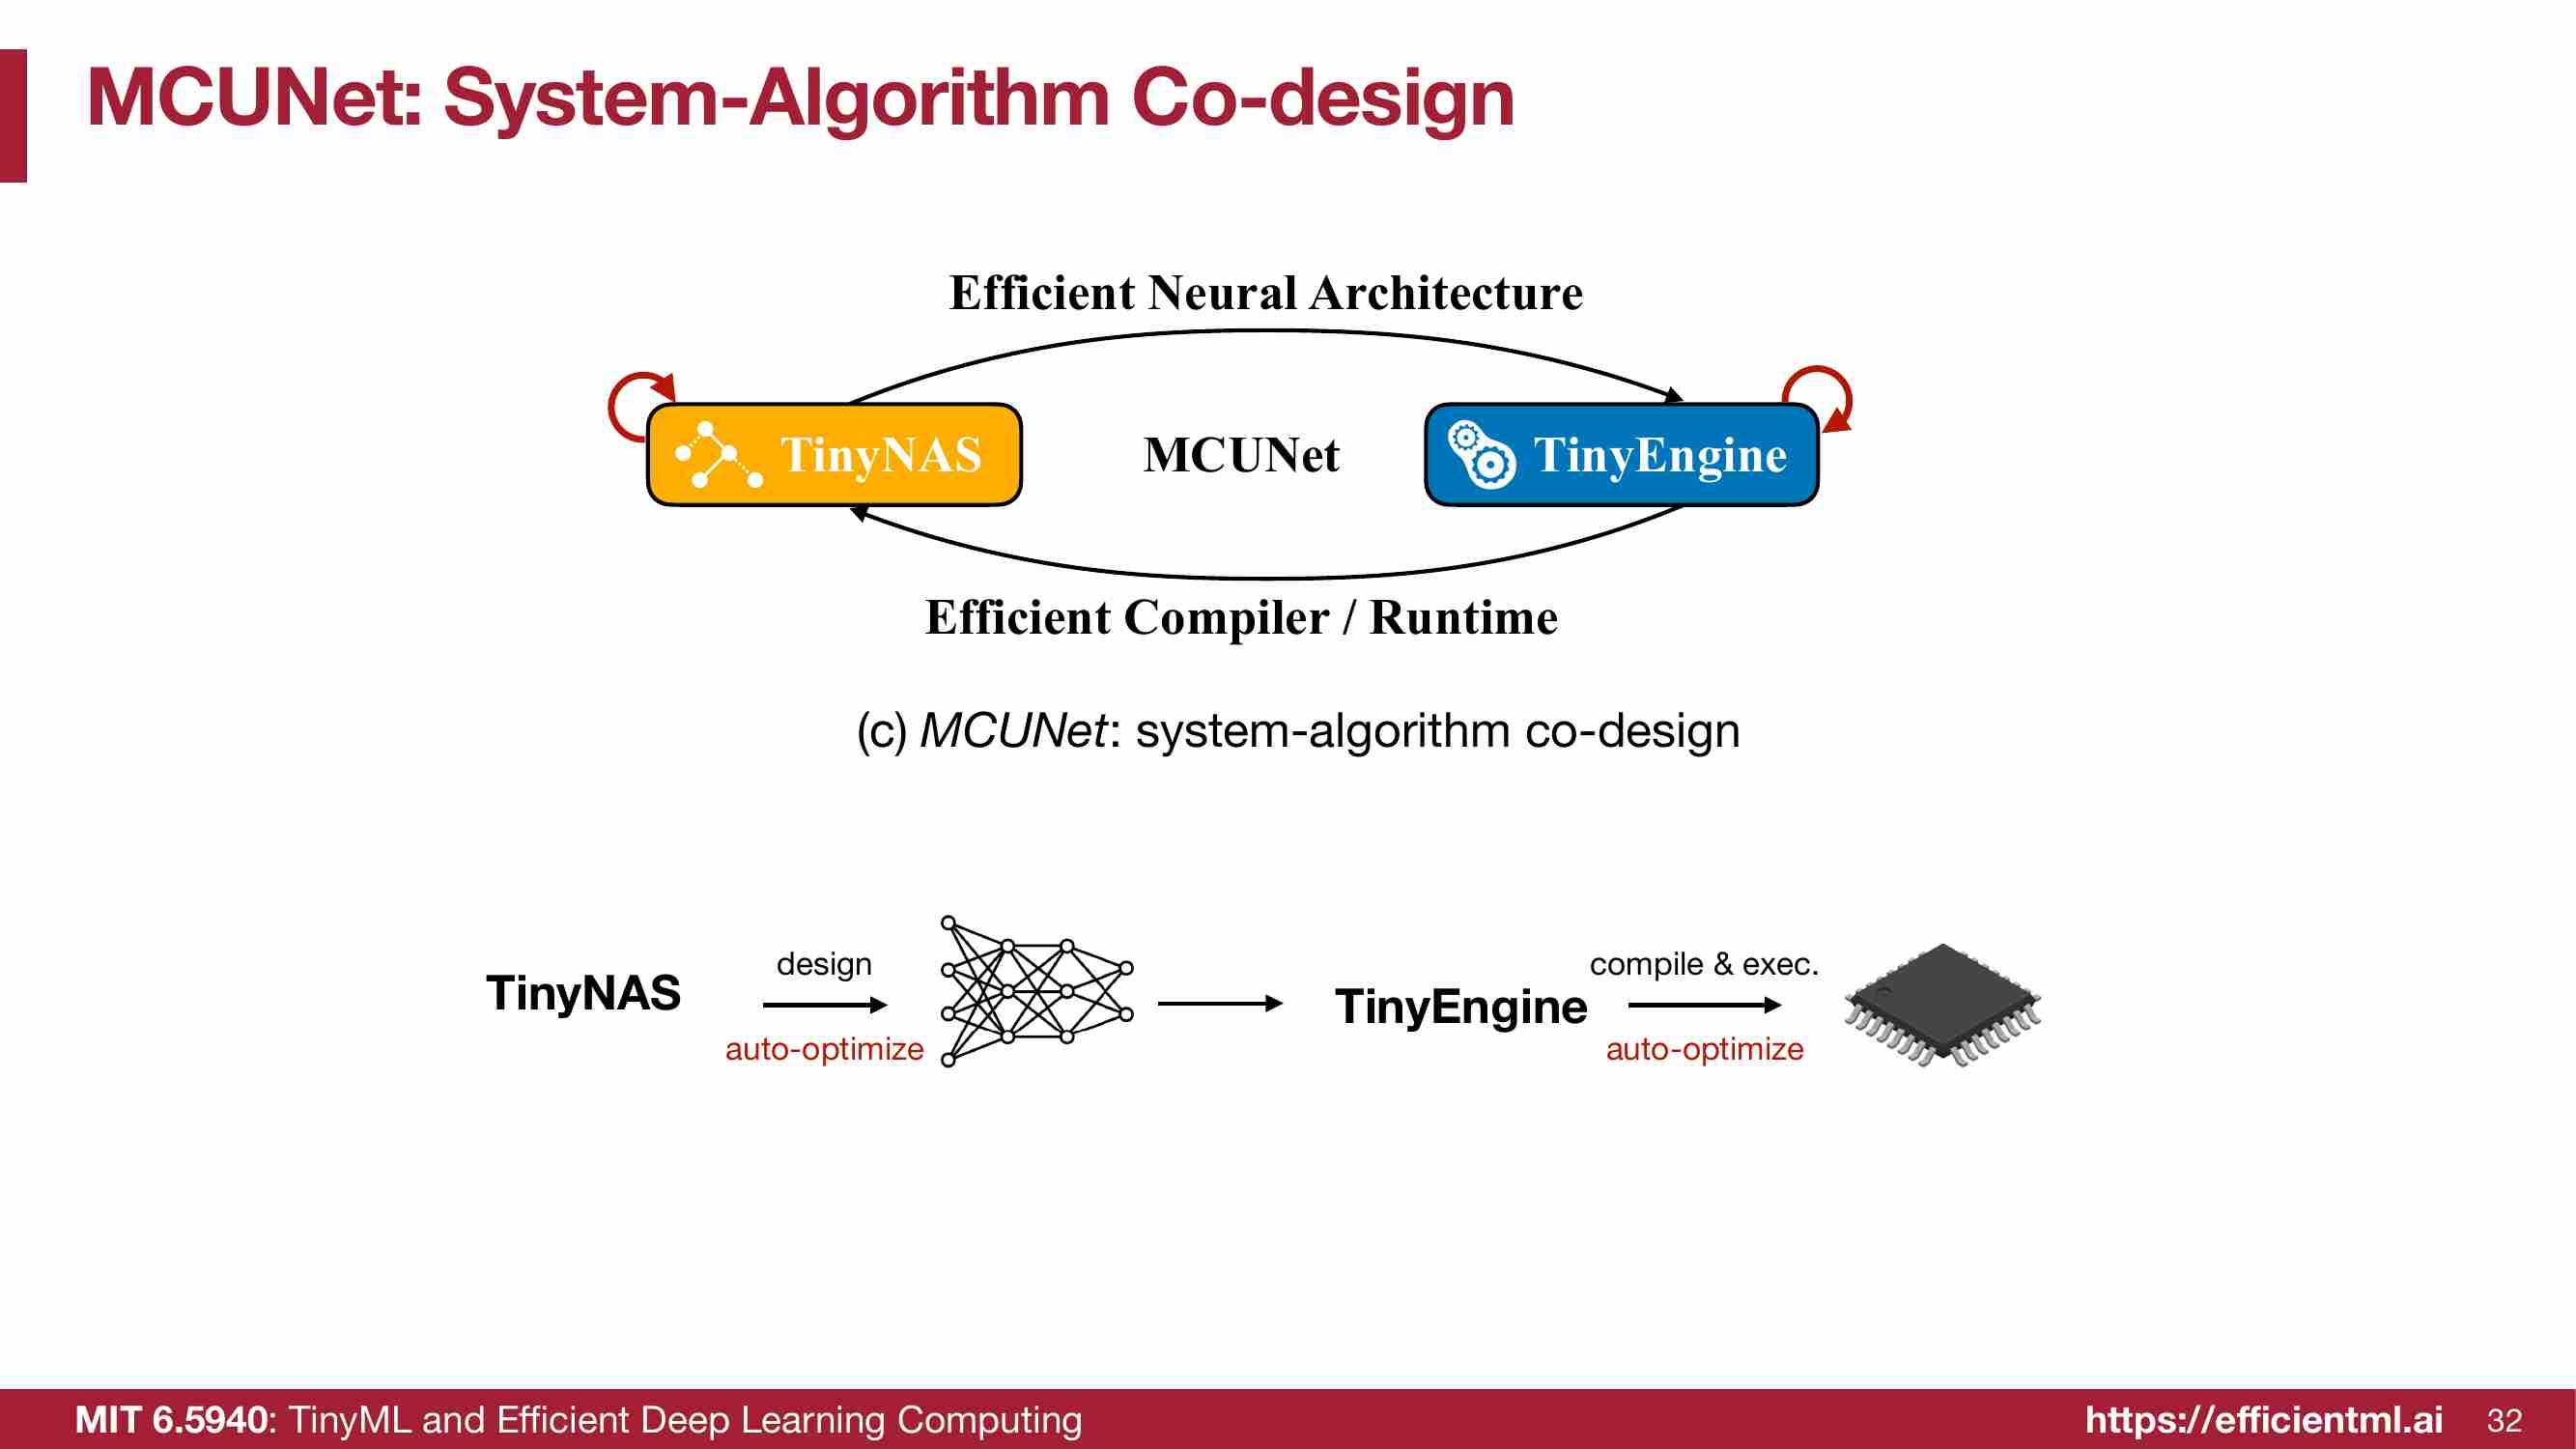 MCUNet: System-Algorithm Co-design
Efficient Neural Architecture
TinyNAS
MCUNet
TinyEngine
Efficient Compiler / Runtime
(c) MCUNet: system-algorithm co-design
TinyNAS
design
auto-optimize
TinyEngine
compile & exec.
auto-optimize
MIT 6.5940: TinyML and Efficient Deep Learning Computing
https://efficientml.ai
32